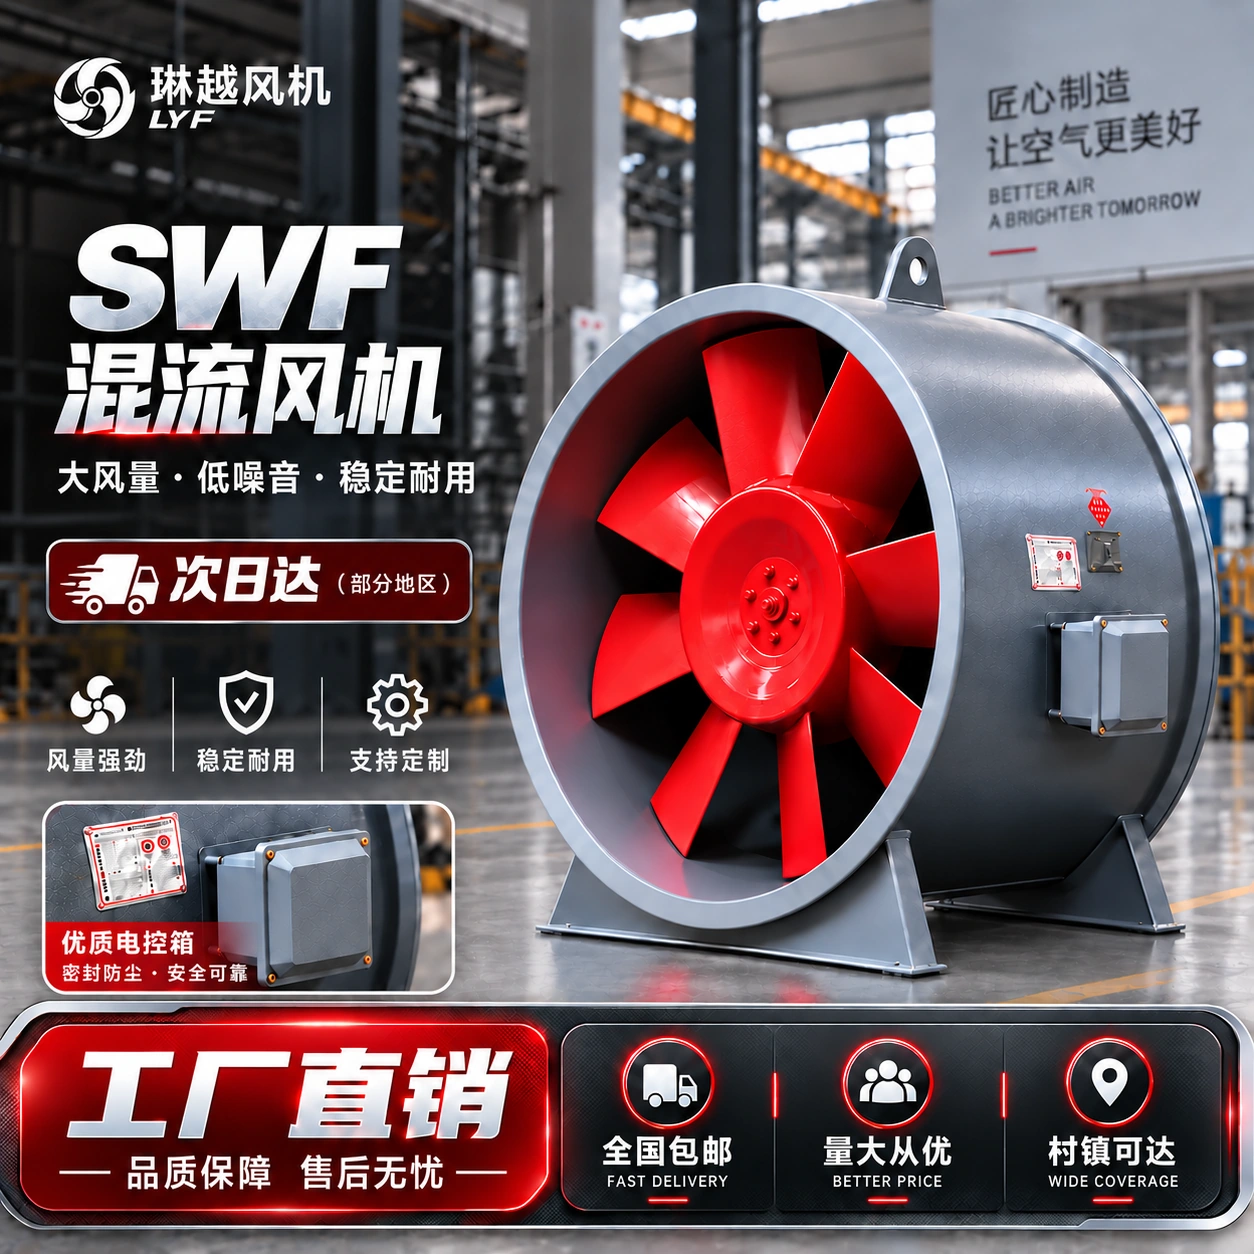 琳越风机
LYF
匠心制造
让空气更美好
BETTER AIR
A BRIGHTER TOMORROW
SWF
混流风机
大风量·低噪音·稳定耐用
次日达（部分地区）
风量强劲
稳定耐用
支持定制
优质电控箱
密封防尘·安全可靠
工厂直销
品质保障 售后无忧
全国包邮
FAST DELIVERY
量大从优
BETTER PRICE
村镇可达
WIDE COVERAGE